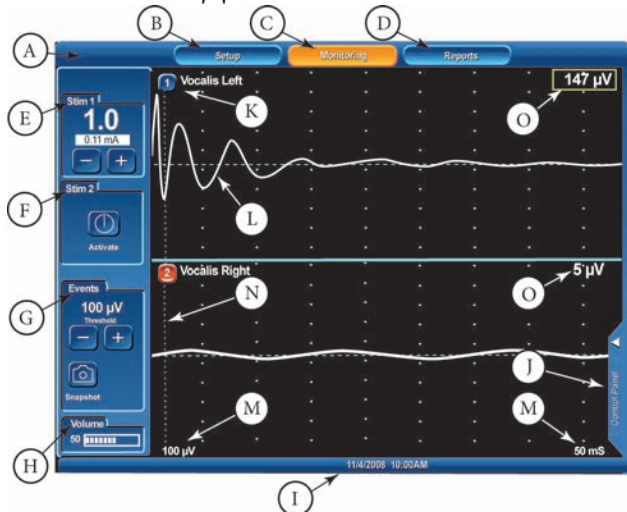 B
C
D
A
Setup
Monitoring
Reports
E
Stim 1
1.0
0.11 mA
− +
1 Vocalis Left
147 µV
K
O
F
Stim 2
Activate
L
G
Events
100 µV
Threshold
− +
Snapshot
2 Vocalis Right
5 µV
N
O
J
Control Panel
M
M
H
Volume
50
100 µV
50 mS
11/4/2008 10:00AM
I